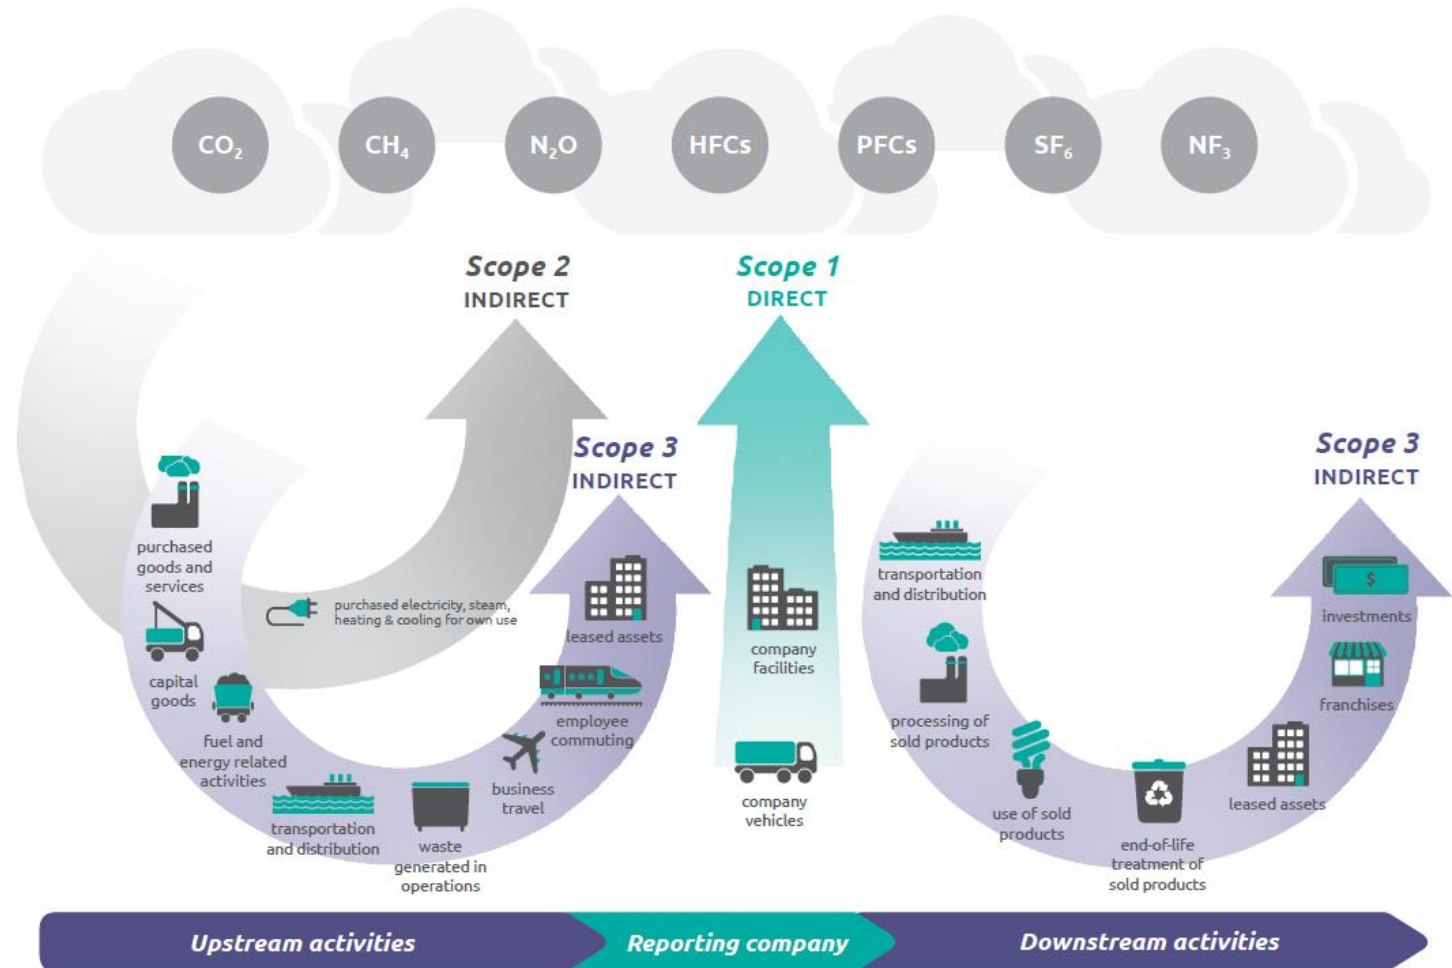 CO₂
CH₄
N₂O
HFCs
PFCs
SF₆
NF₃
Scope 2
INDIRECT
Scope 1
DIRECT
Scope 3
INDIRECT
Scope 3
INDIRECT
purchased
goods and
services
capital
goods
fuel and
energy related
activities
transportation
and distribution
waste
generated in
operations
business
travel
employee
commuting
leased assets
purchased electricity, steam,
heating & cooling for own use
company
facilities
company
vehicles
transportation
and distribution
processing of
sold products
use of sold
products
end-of-life
treatment of
sold products
leased assets
franchises
$
investments
Upstream activities
Reporting company
Downstream activities